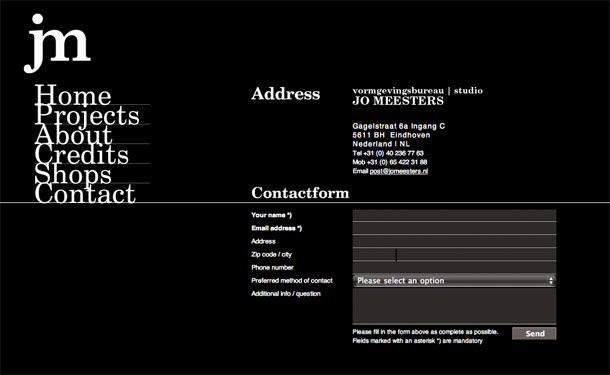 jm
Home
Projects
About
Credits
Shops
Contact
Address
vormgevingsbureau | studio
JO MEESTERS
Gagelstraat 6a Ingang C
5611 BH Eindhoven
Nederland | NL
Tel +31 (0) 40 236 77 63
Mob +31 (0) 65 422 31 88
Email post@jomeesters.nl
Contactform
Your name *)
Email address *)
Address
Zip code / city
Phone number
Preferred method of contact
Please select an option
Additional info / question
Please fill in the form above as complete as possible.
Fields marked with an asterisk *) are mandatory
Send